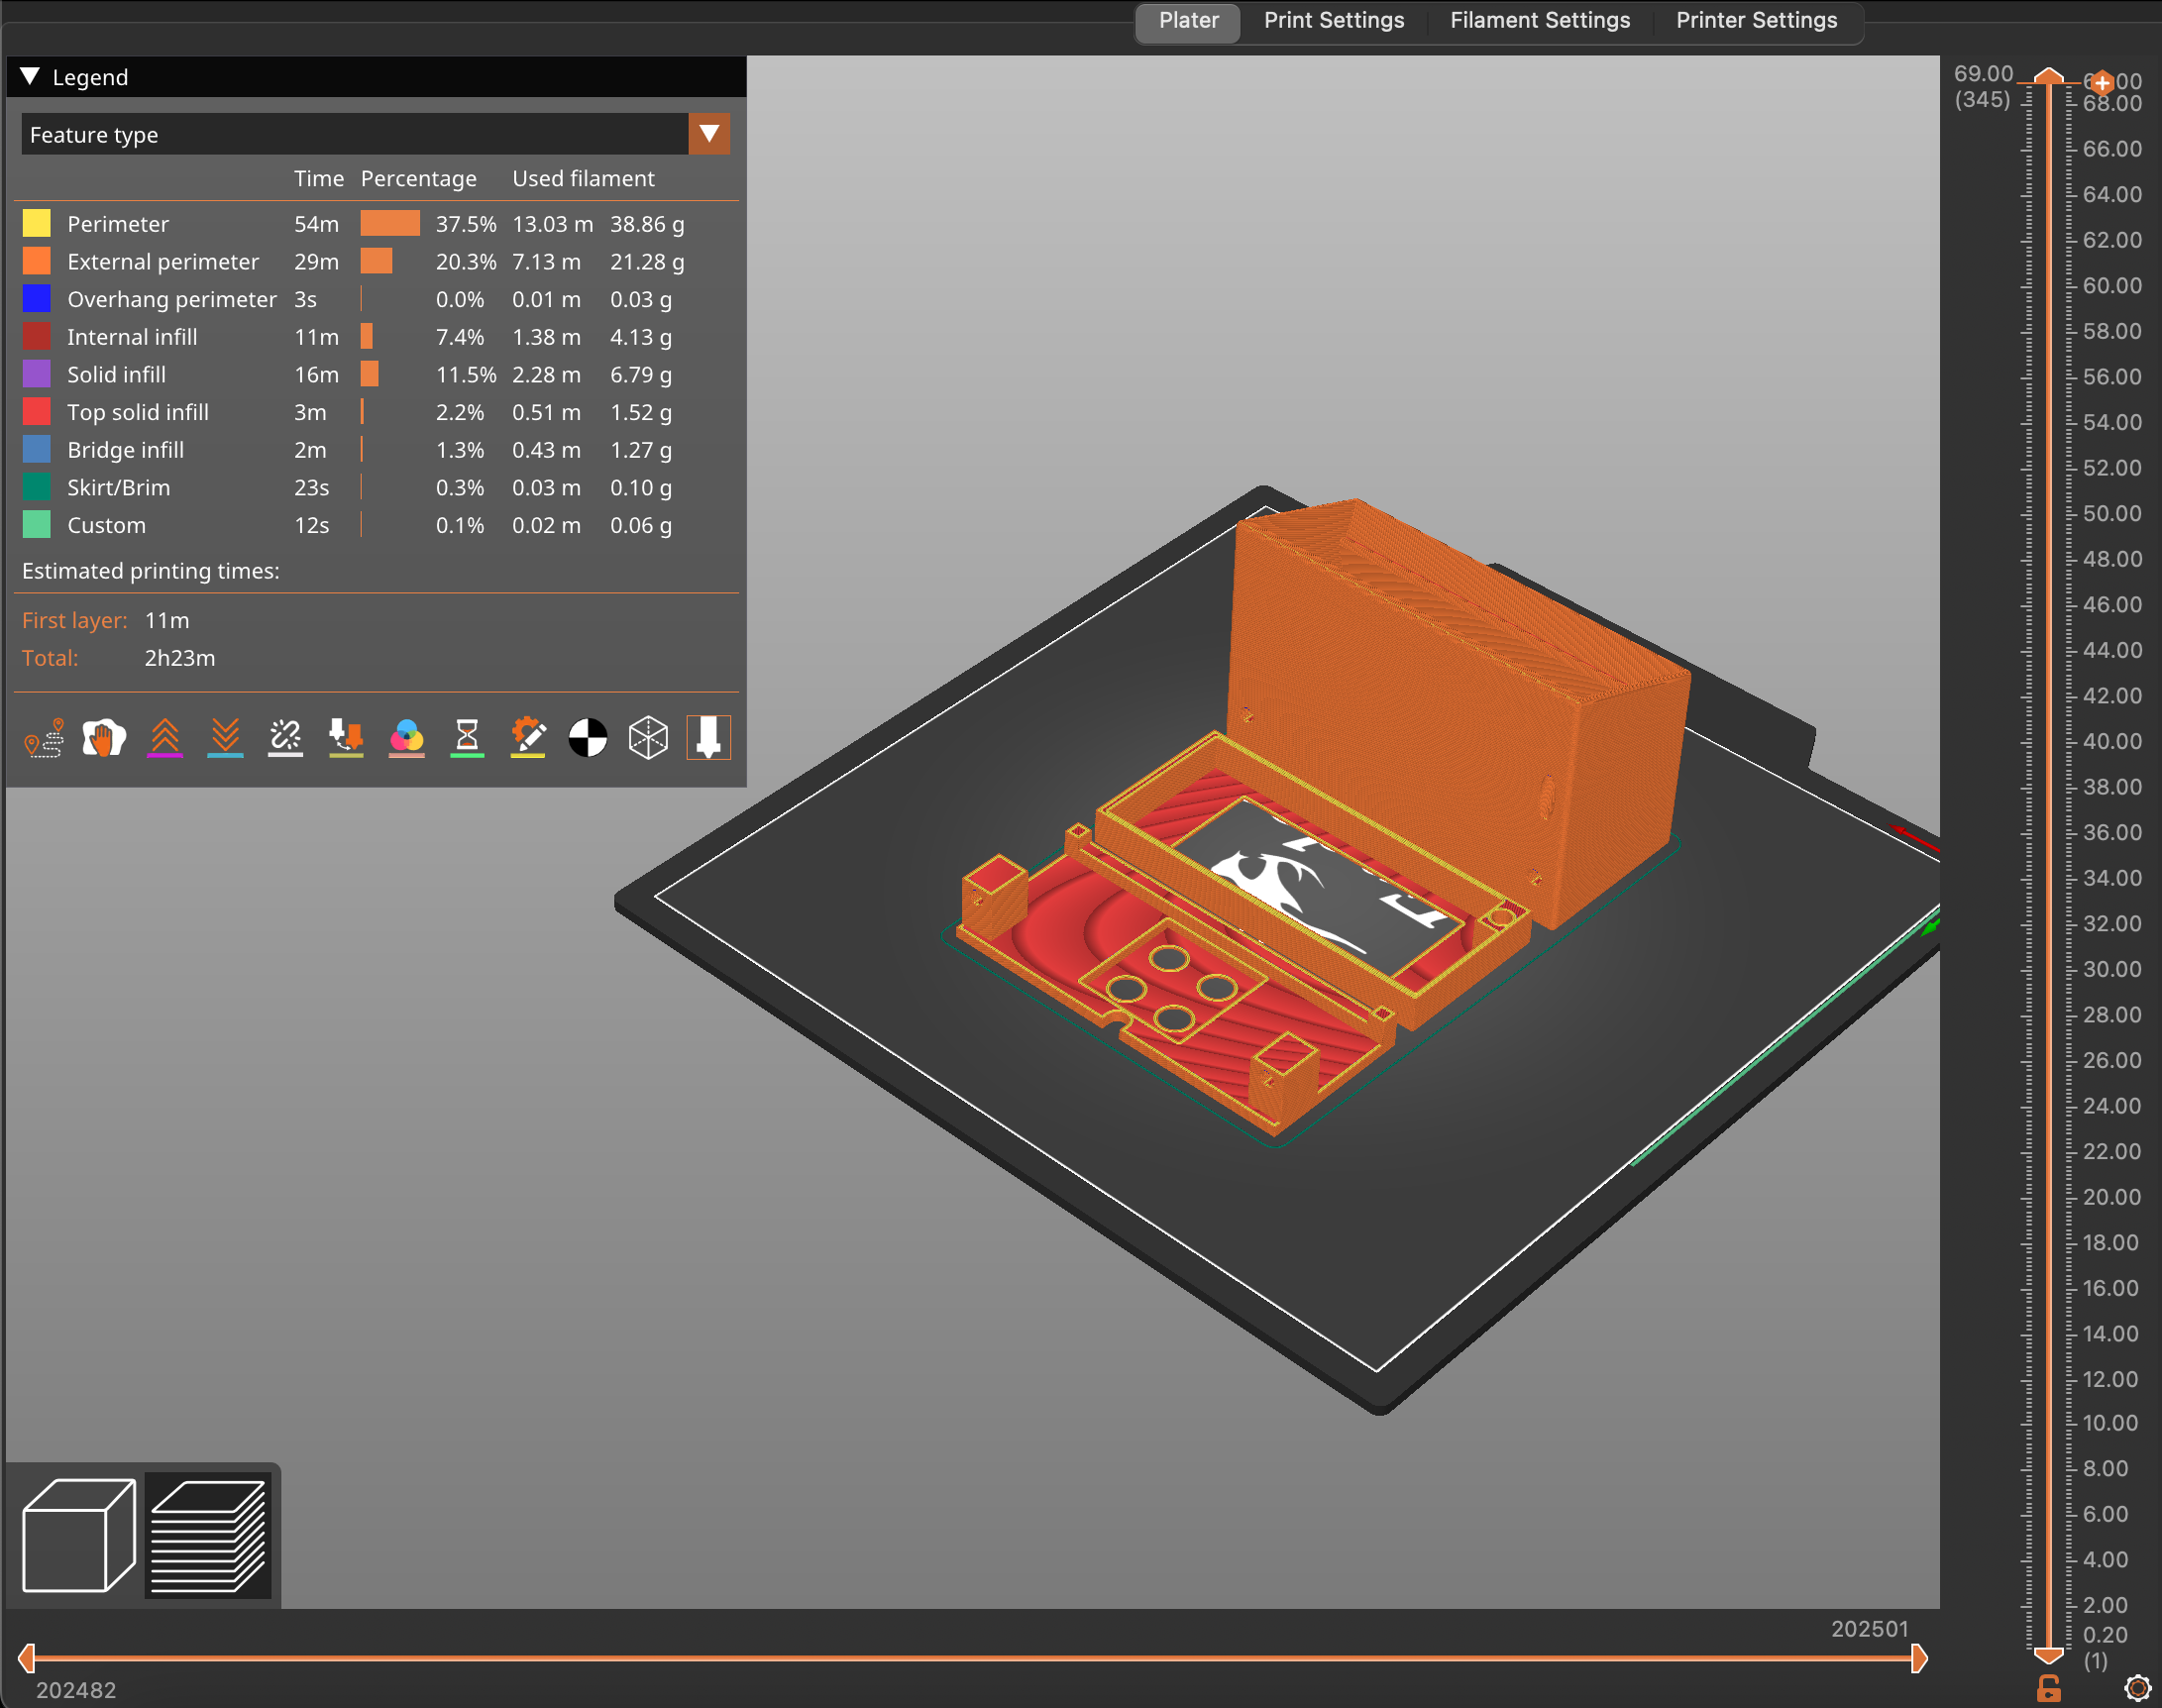 Plater Print Settings Filament Settings Printer Settings
Legend
Feature type
Time Percentage Used filament
Perimeter 54m 37.5% 13.03 m 38.86 g
External perimeter 29m 20.3% 7.13 m 21.28 g
Overhang perimeter 3s 0.0% 0.01 m 0.03 g
Internal infill 11m 7.4% 1.38 m 4.13 g
Solid infill 16m 11.5% 2.28 m 6.79 g
Top solid infill 3m 2.2% 0.51 m 1.52 g
Bridge infill 2m 1.3% 0.43 m 1.27 g
Skirt/Brim 23s 0.3% 0.03 m 0.10 g
Custom 12s 0.1% 0.02 m 0.06 g
Estimated printing times:
First layer: 11m
Total: 2h23m
69.00
(345)
68.00
66.00
64.00
62.00
60.00
58.00
56.00
54.00
52.00
50.00
48.00
46.00
44.00
42.00
40.00
38.00
36.00
34.00
32.00
30.00
28.00
26.00
24.00
22.00
20.00
18.00
16.00
14.00
12.00
10.00
8.00
6.00
4.00
2.00
0.20
(1)
202501
202482